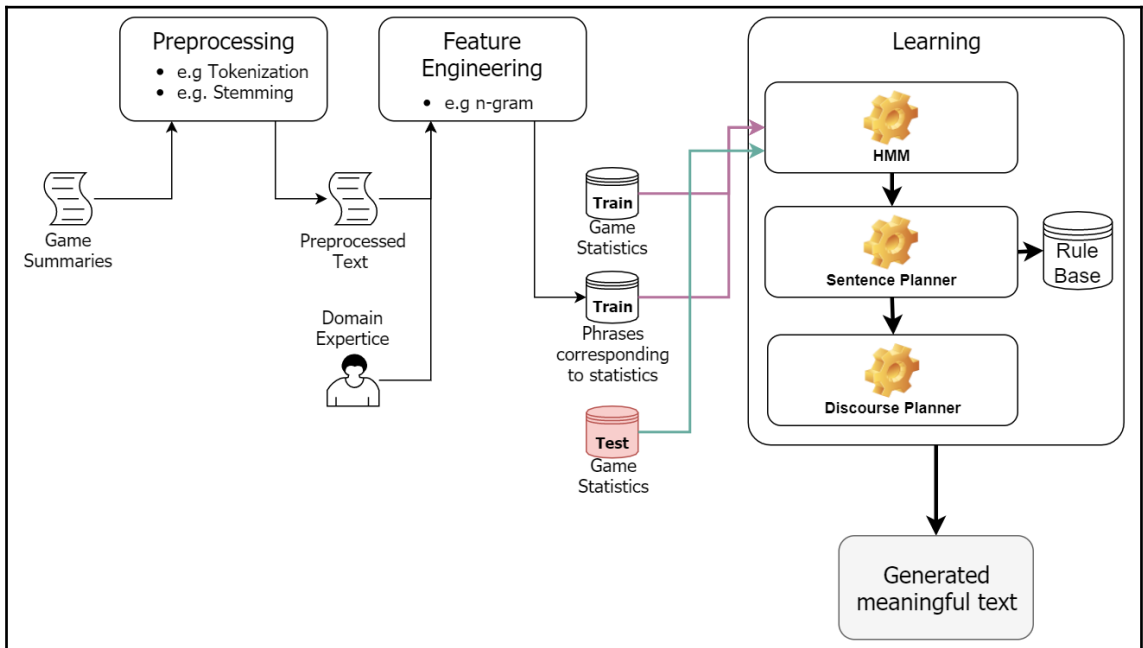 Preprocessing
• e.g Tokenization
• e.g. Stemming
Feature
Engineering
• e.g n-gram
Learning
HMM
Game
Summaries
Preprocessed
Text
Train
Game
Statistics
Sentence Planner
Rule
Base
Domain
Expertice
Train
Phrases
corresponding
to statistics
Discourse Planner
Test
Game
Statistics
Generated
meaningful text